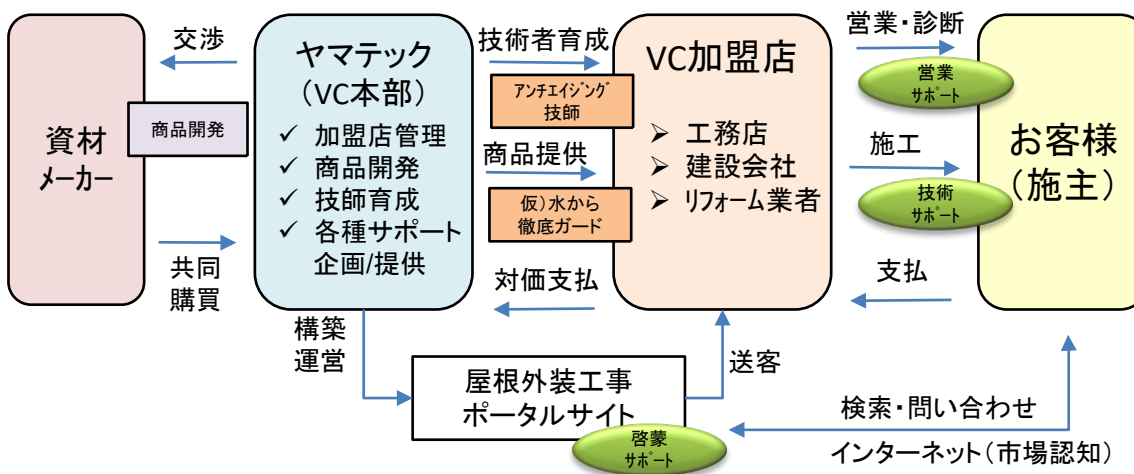 資材
メーカー
交渉
商品開発
共同
購買
ヤマテック
（VC本部）
✓ 加盟店管理
✓ 商品開発
✓ 技師育成
✓ 各種サポート
企画/提供
技術者育成
アンチエイジング
技師
商品提供
仮）水から
徹底ガード
対価支払
VC加盟店
➢ 工務店
➢ 建設会社
➢ リフォーム業者
営業・診断
営業
サポート
施工
技術
サポート
支払
お客様
（施主）
構築
運営
屋根外装工事
ポータルサイト
啓蒙
サポート
送客
検索・問い合わせ
インターネット（市場認知）